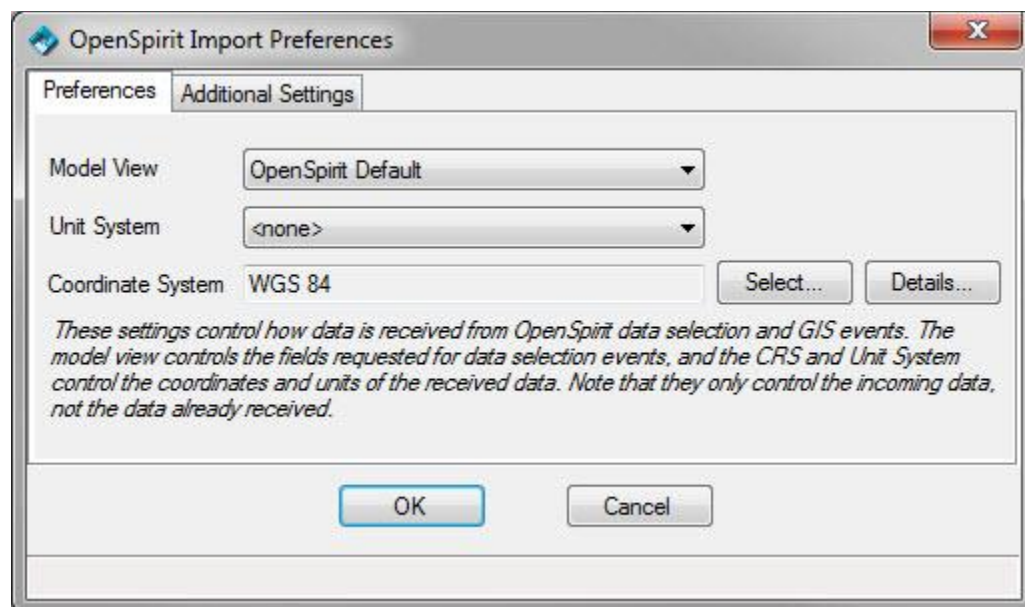 OpenSpirit Import Preferences
Preferences Additional Settings
Model View OpenSpirit Default
Unit System <none>
Coordinate System WGS 84 Select... Details...
These settings control how data is received from OpenSpirit data selection and GIS events. The
model view controls the fields requested for data selection events, and the CRS and Unit System
control the coordinates and units of the received data. Note that they only control the incoming data,
not the data already received.
OK Cancel